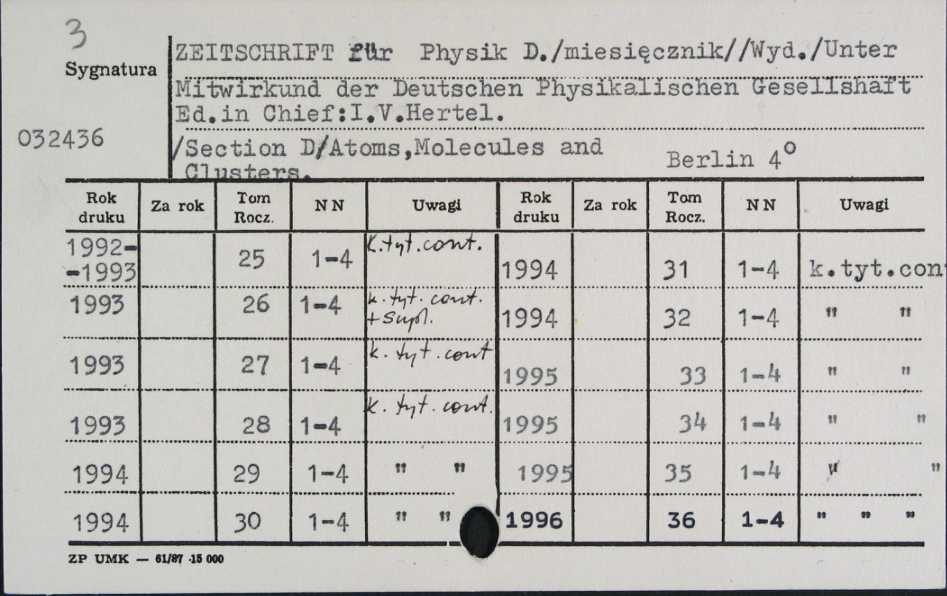 3
Sygnatura
032436
ZEITSCHRIFT für Physik D./miesięcznik//Wyd./Unter
Mitwirkund der Deutschen Physikalischen Gesellshaft
Ed.in Chief:I.V.Hertel.
/Section D/Atoms,Molecules and Berlin 4°
Clusters.
Rok druku Za rok Tom Rocz. NN Uwagi Rok druku Za rok Tom Rocz. NN Uwagi
1992--1993 25 1-4 k.tyt.cont. 1994 31 1-4 k.tyt.con
1993 26 1-4 k.tyt.cont. +Supl. 1994 32 1-4 " "
1993 27 1-4 k.tyt.cont 1995 33 1-4 " "
1993 28 1-4 k.tyt.cont. 1995 34 1-4 " "
1994 29 1-4 " " 1995 35 1-4 " "
1994 30 1-4 " " 1996 36 1-4 " " "
ZP UMK — 61/87 ·15 000